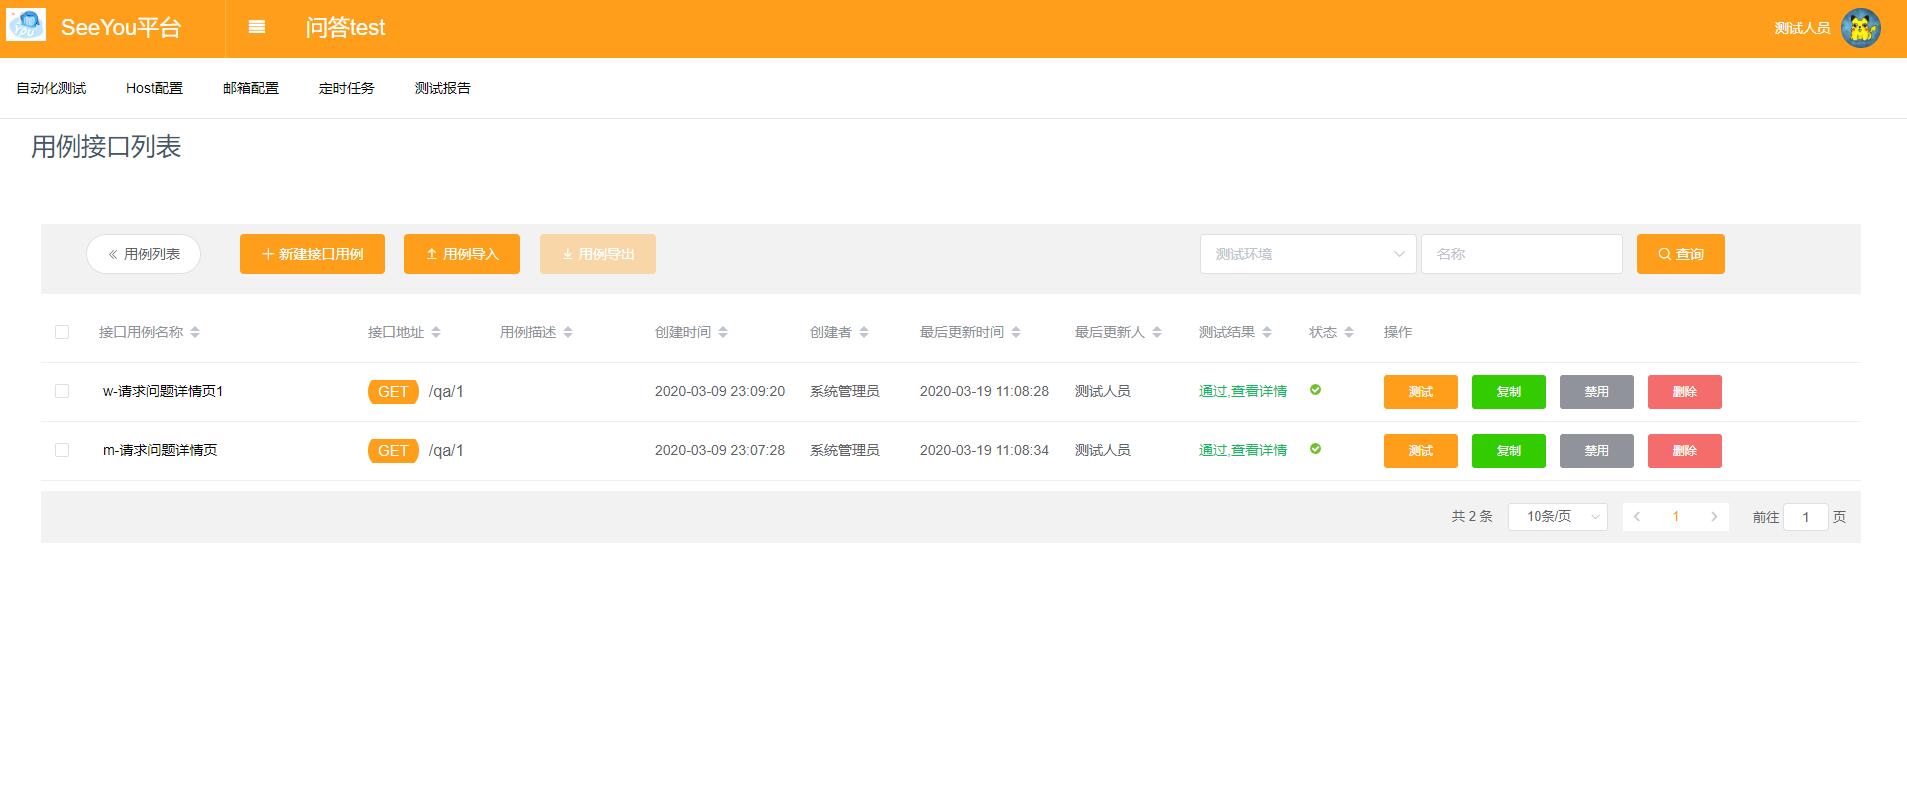 SeeYou平台 问答test 测试人员
自动化测试 Host配置 邮箱配置 定时任务 测试报告
用例接口列表
用例列表 新建接口用例 用例导入 用例导出 测试环境 名称 查询
接口用例名称 接口地址 用例描述 创建时间 创建者 最后更新时间 最后更新人 测试结果 状态 操作
w-请求问题详情页1 GET /qa/1 2020-03-09 23:09:20 系统管理员 2020-03-19 11:08:28 测试人员 通过,查看详情 测试 复制 禁用 删除
m-请求问题详情页 GET /qa/1 2020-03-09 23:07:28 系统管理员 2020-03-19 11:08:34 测试人员 通过,查看详情 测试 复制 禁用 删除
共 2 条 10条/页 1 前往 1 页